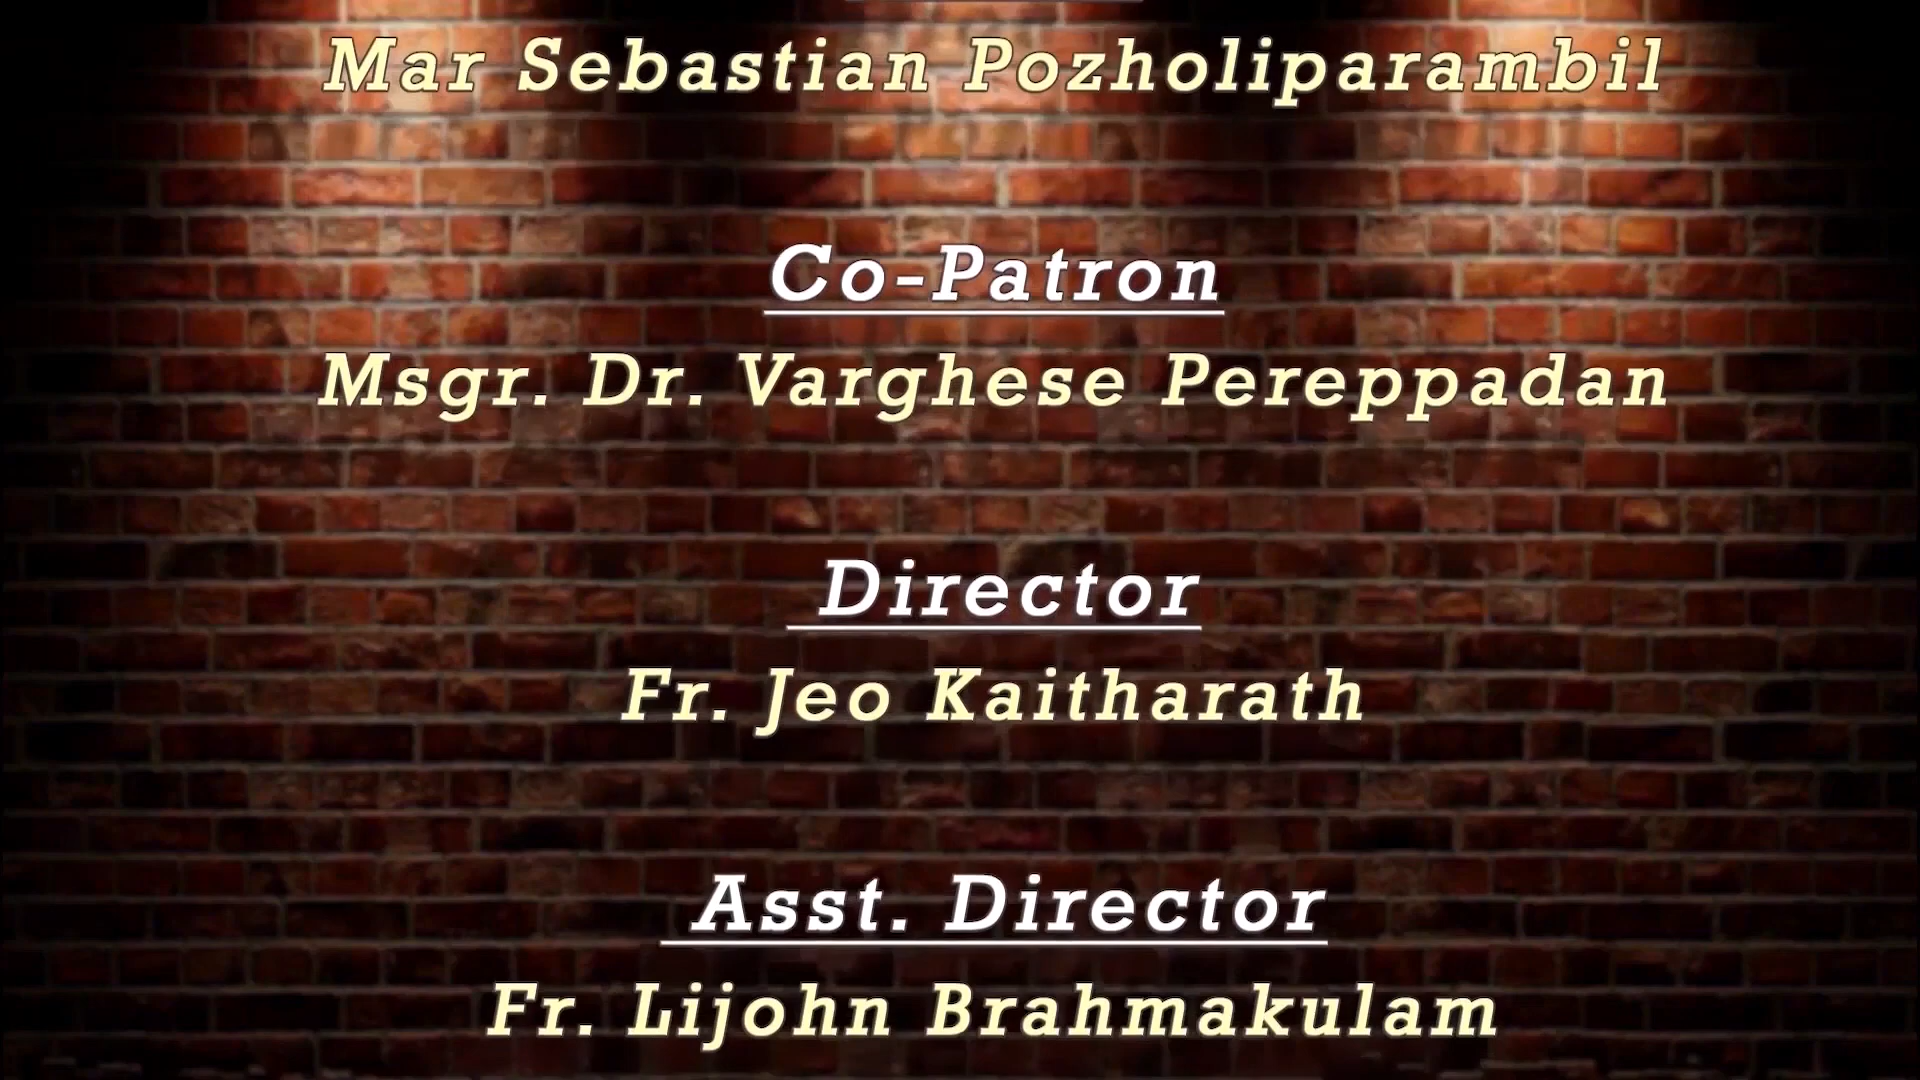 Mar Sebastian Pozholiparambil
Co-Patron
Msgr. Dr. Varghese Pereppadan
Director
Fr. Jeo Kaitharath
Asst. Director
Fr. Lijohn Brahmakulam